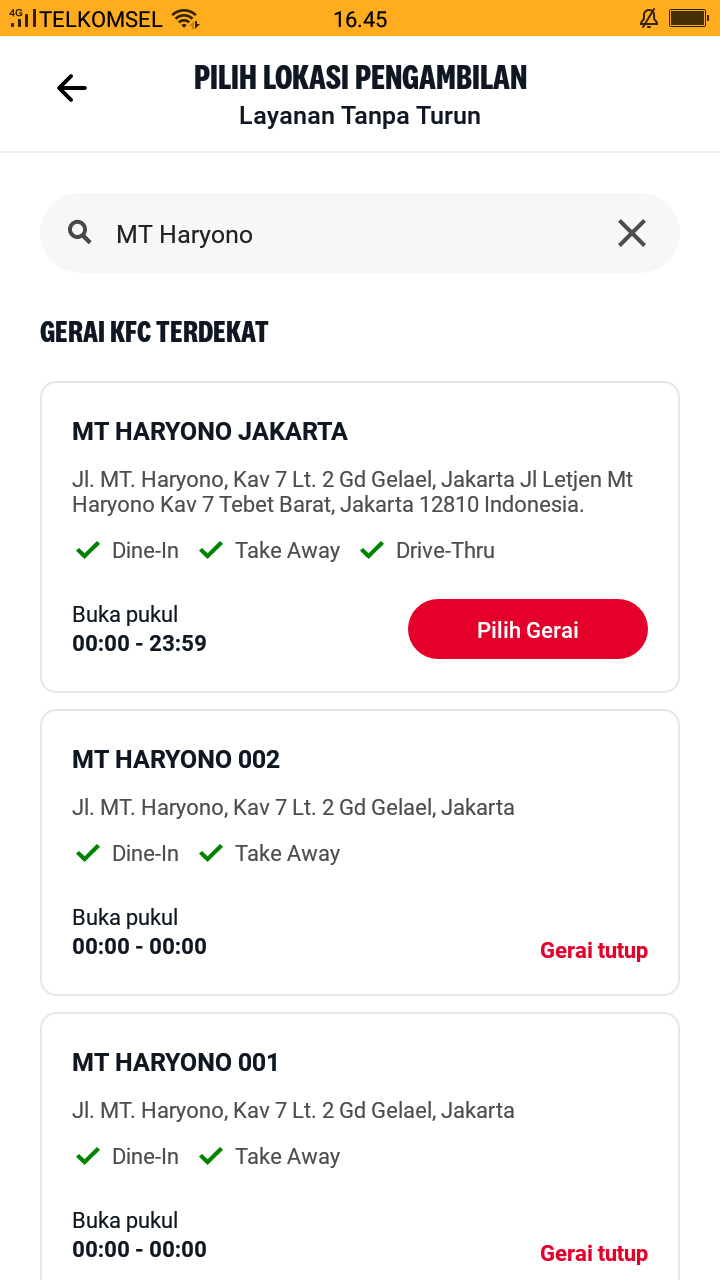 4G TELKOMSEL 16.45
PILIH LOKASI PENGAMBILAN
Layanan Tanpa Turun
MT Haryono
GERAI KFC TERDEKAT
MT HARYONO JAKARTA
Jl. MT. Haryono, Kav 7 Lt. 2 Gd Gelael, Jakarta Jl Letjen Mt
Haryono Kav 7 Tebet Barat, Jakarta 12810 Indonesia.
Dine-In Take Away Drive-Thru
Buka pukul
00:00 - 23:59
Pilih Gerai
MT HARYONO 002
Jl. MT. Haryono, Kav 7 Lt. 2 Gd Gelael, Jakarta
Dine-In Take Away
Buka pukul
00:00 - 00:00
Gerai tutup
MT HARYONO 001
Jl. MT. Haryono, Kav 7 Lt. 2 Gd Gelael, Jakarta
Dine-In Take Away
Buka pukul
00:00 - 00:00
Gerai tutup